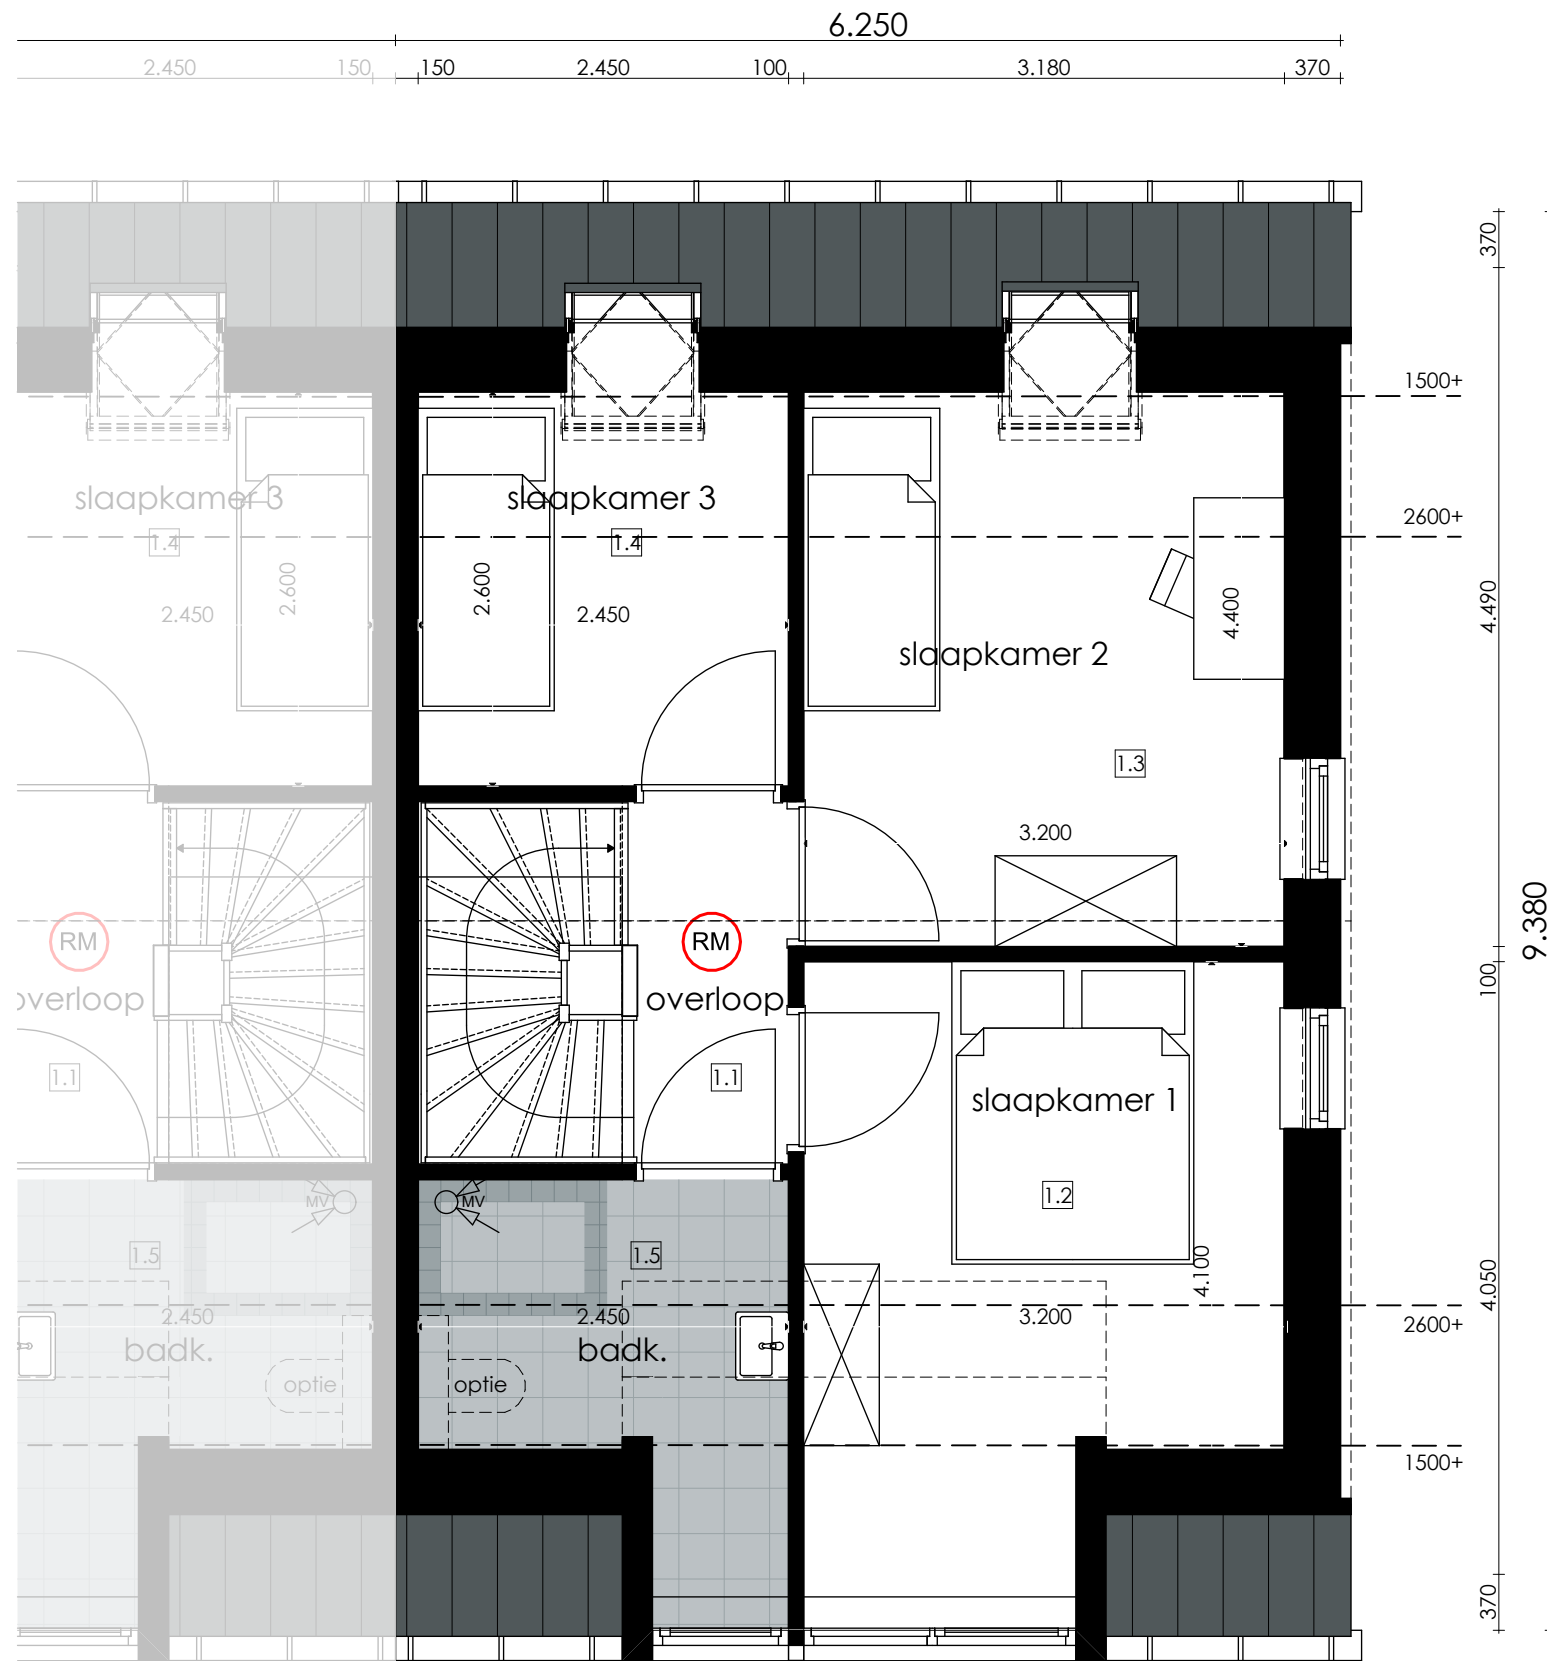 6.250
2.450 150 150 2.450 100 3.180 370
370
1500+
2600+
slaapkamer 3 slaapkamer 3
1.4 1.4
2.600 2.600 4.400 4.490
2.450 2.450
slaapkamer 2
1.3
3.200
9.380
RM RM
100
overloop overloop
1.1 1.1
slaapkamer 1
1.2
MV MV
1.5 1.5
4.100 4.050
2.450 2.450 3.200
2600+
badk. badk.
optie optie
1500+
370